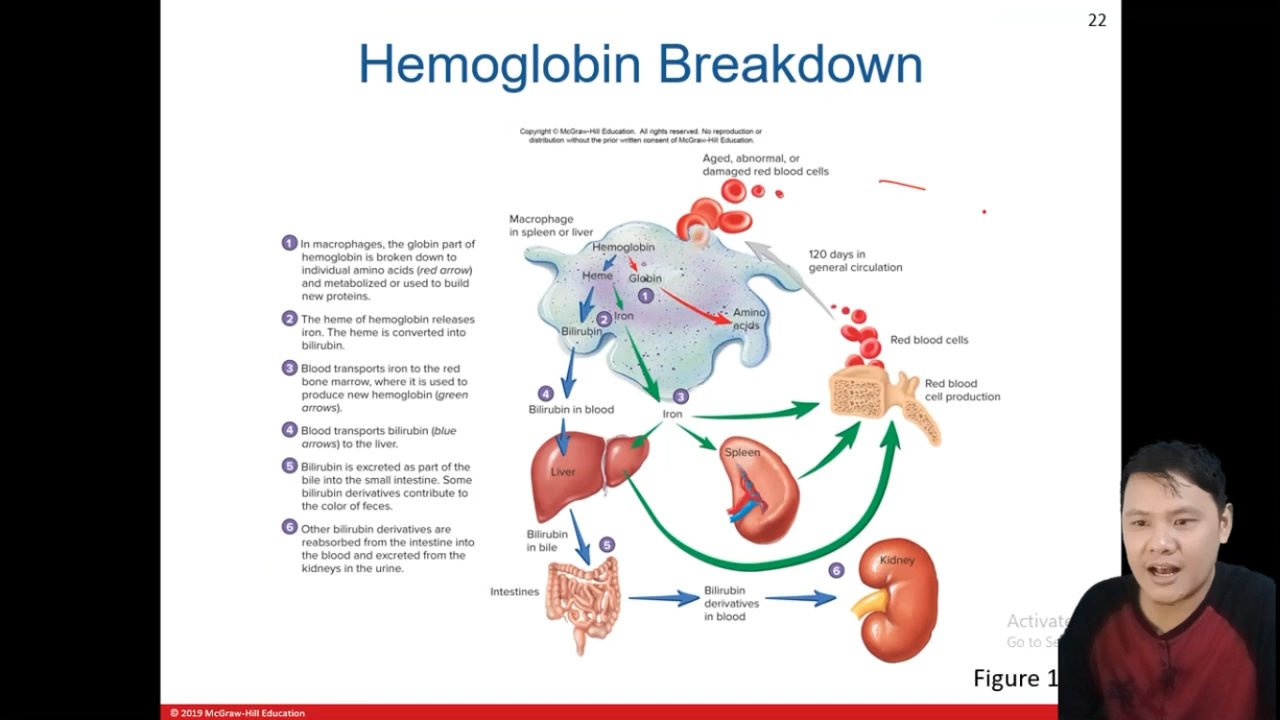 22
Hemoglobin Breakdown
Copyright © McGraw-Hill Education. All rights reserved. No reproduction or
distribution without the prior written consent of McGraw-Hill Education.
Aged, abnormal, or
damaged red blood cells
Macrophage
in spleen or liver
Hemoglobin
Heme
Globin
1
2
Iron
Bilirubin
Amino
acids
120 days in
general circulation
Red blood cells
Red blood
cell production
1 In macrophages, the globin part of
hemoglobin is broken down to
individual amino acids (red arrow)
and metabolized or used to build
new proteins.
2 The heme of hemoglobin releases
iron. The heme is converted into
bilirubin.
3 Blood transports iron to the red
bone marrow, where it is used to
produce new hemoglobin (green
arrows).
4 Blood transports bilirubin (blue
arrows) to the liver.
5 Bilirubin is excreted as part of the
bile into the small intestine. Some
bilirubin derivatives contribute to
the color of feces.
6 Other bilirubin derivatives are
reabsorbed from the intestine into
the blood and excreted from the
kidneys in the urine.
4
Bilirubin in blood
3
Iron
Liver
Spleen
Bilirubin
in bile
5
Intestines
Bilirubin
derivatives
in blood
6
Kidney
Activate
Go to Se
Figure 1
© 2019 McGraw-Hill Education